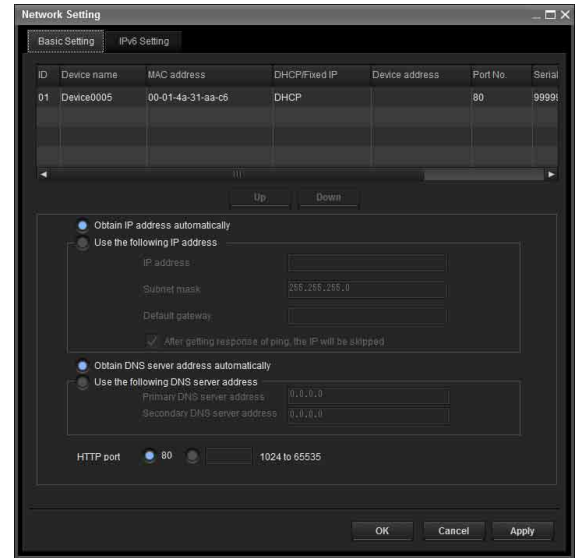 Network Setting
Basic Setting IPv6 Setting
ID Device name MAC address DHCP/Fixed IP Device address Port No. Serial
01 Device0005 00-01-4a-31-aa-c6 DHCP 80 99999
Up Down
Obtain IP address automatically
Use the following IP address
IP address
Subnet mask 255.255.255.0
Default gateway
After getting response of ping, the IP will be skipped
Obtain DNS server address automatically
Use the following DNS server address
Primary DNS server address 0.0.0.0
Secondary DNS server address 0.0.0.0
HTTP port 80 1024 to 65535
OK Cancel Apply